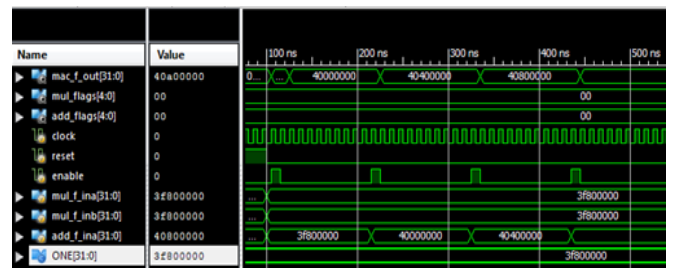 Name Value 100 ns 200 ns 300 ns 400 ns 500 ns
mac_f_out[31:0] 40a00000 0... ... 40000000 40400000 40800000
mul_flags[4:0] 00 00
add_flags[4:0] 00 00
clock 0
reset 0
enable 0
mul_f_ina[31:0] 3f800000 ... 3f800000
mul_f_inb[31:0] 3f800000 ... 3f800000
add_f_ina[31:0] 40800000 ... 3f800000 40000000 40400000
ONE[31:0] 3f800000 3f800000